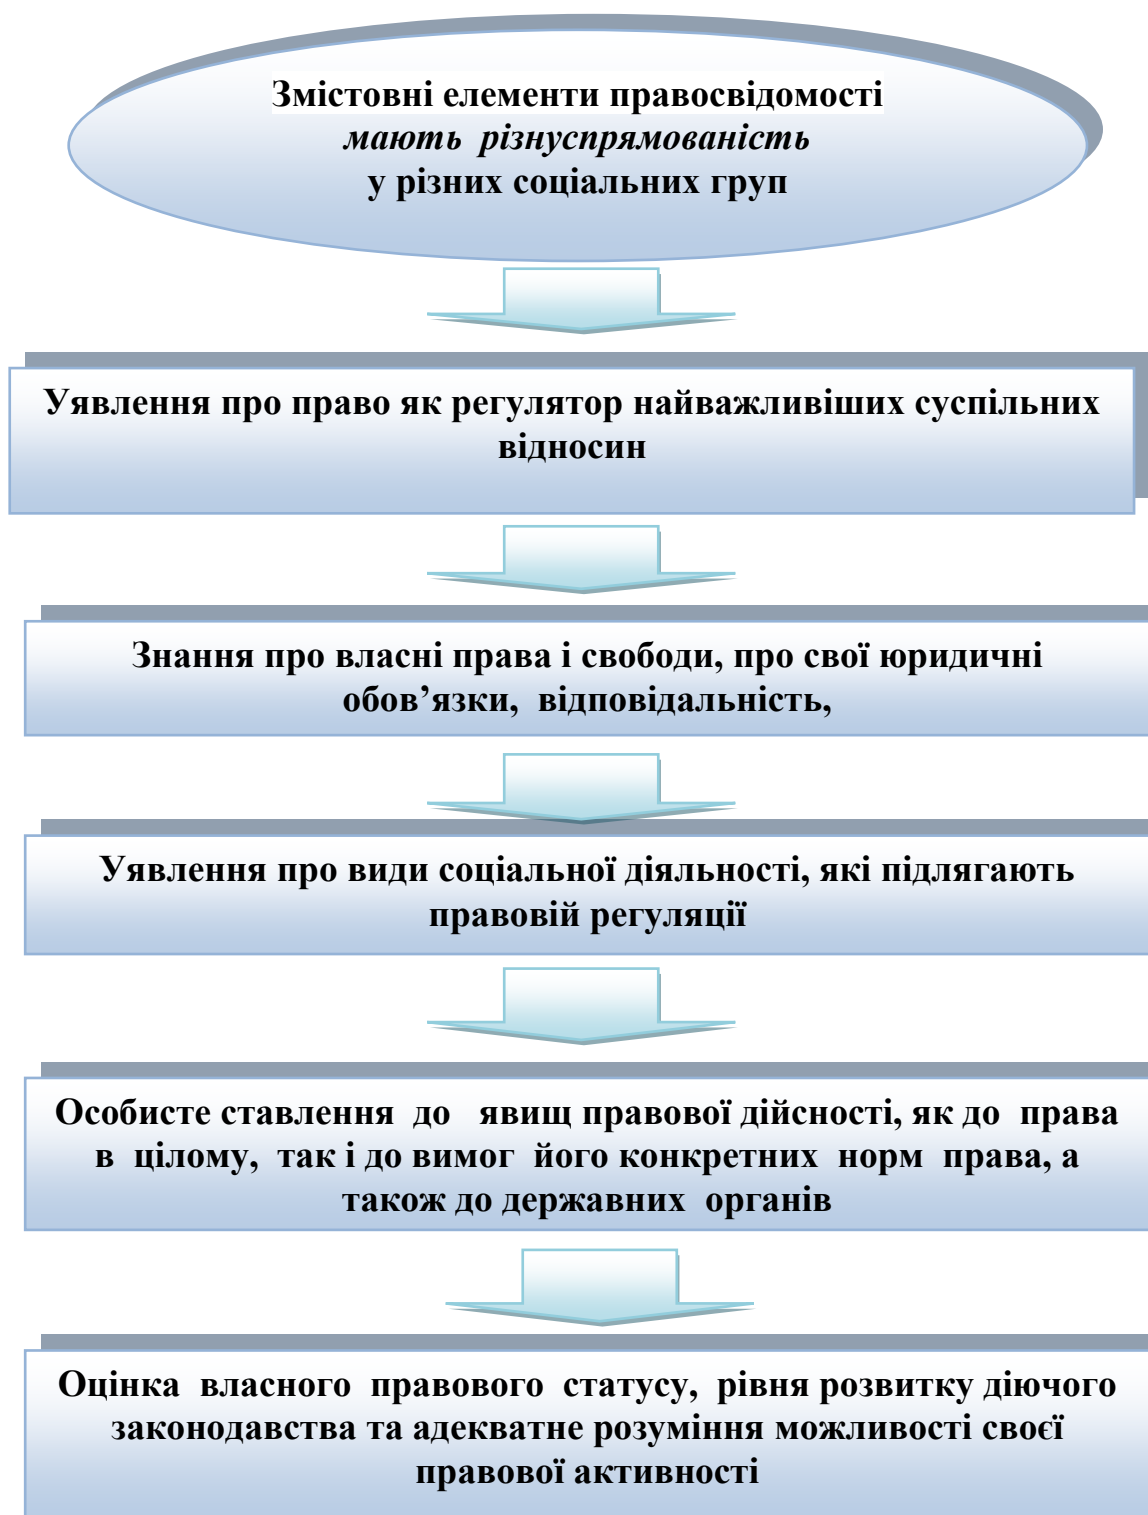 Змістовні елементи правосвідомості
мають різнуспрямованість
у різних соціальних груп
Уявлення про право як регулятор найважливіших суспільних
відносин
Знання про власні права і свободи, про свої юридичні
обов’язки, відповідальність,
Уявлення про види соціальної діяльності, які підлягають
правовій регуляції
Особисте ставлення до явищ правової дійсності, як до права
в цілому, так і до вимог його конкретних норм права, а
також до державних органів
Оцінка власного правового статусу, рівня розвитку діючого
законодавства та адекватне розуміння можливості своєї
правової активності